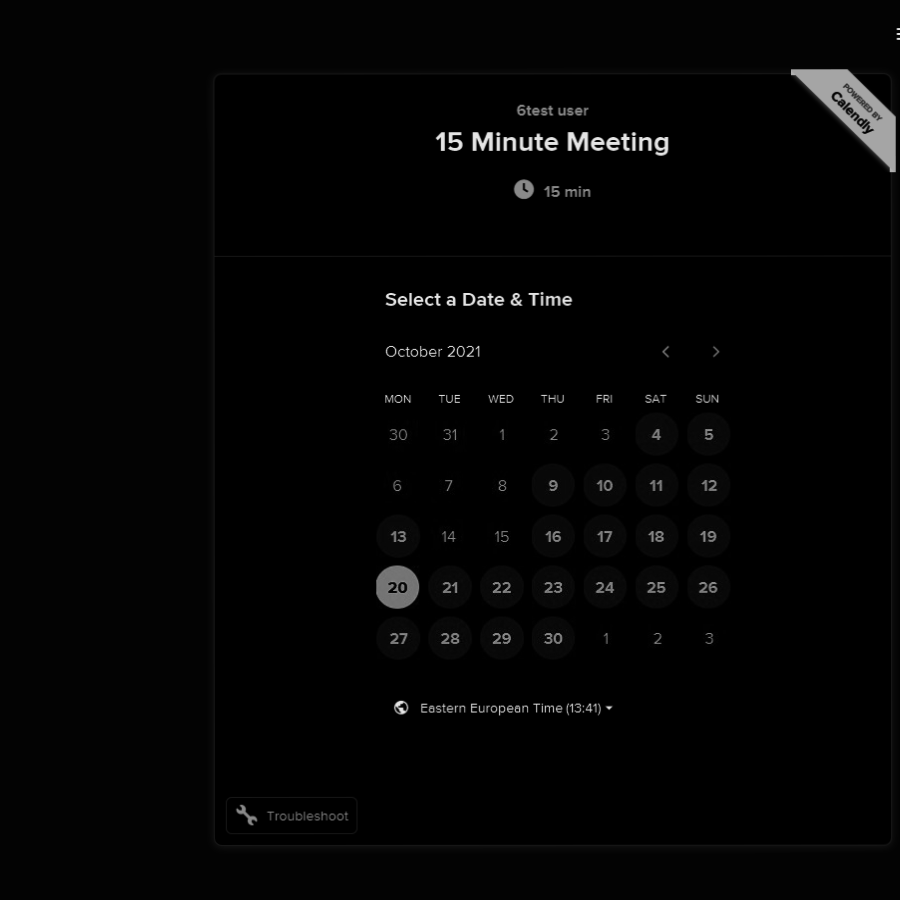 POWERED BY
Calendly
6test user
15 Minute Meeting
15 min
Select a Date & Time
October 2021
MON TUE WED THU FRI SAT SUN
30 31 1 2 3 4 5
6 7 8 9 10 11 12
13 14 15 16 17 18 19
20 21 22 23 24 25 26
27 28 29 30 1 2 3
Eastern European Time (13:41)
Troubleshoot